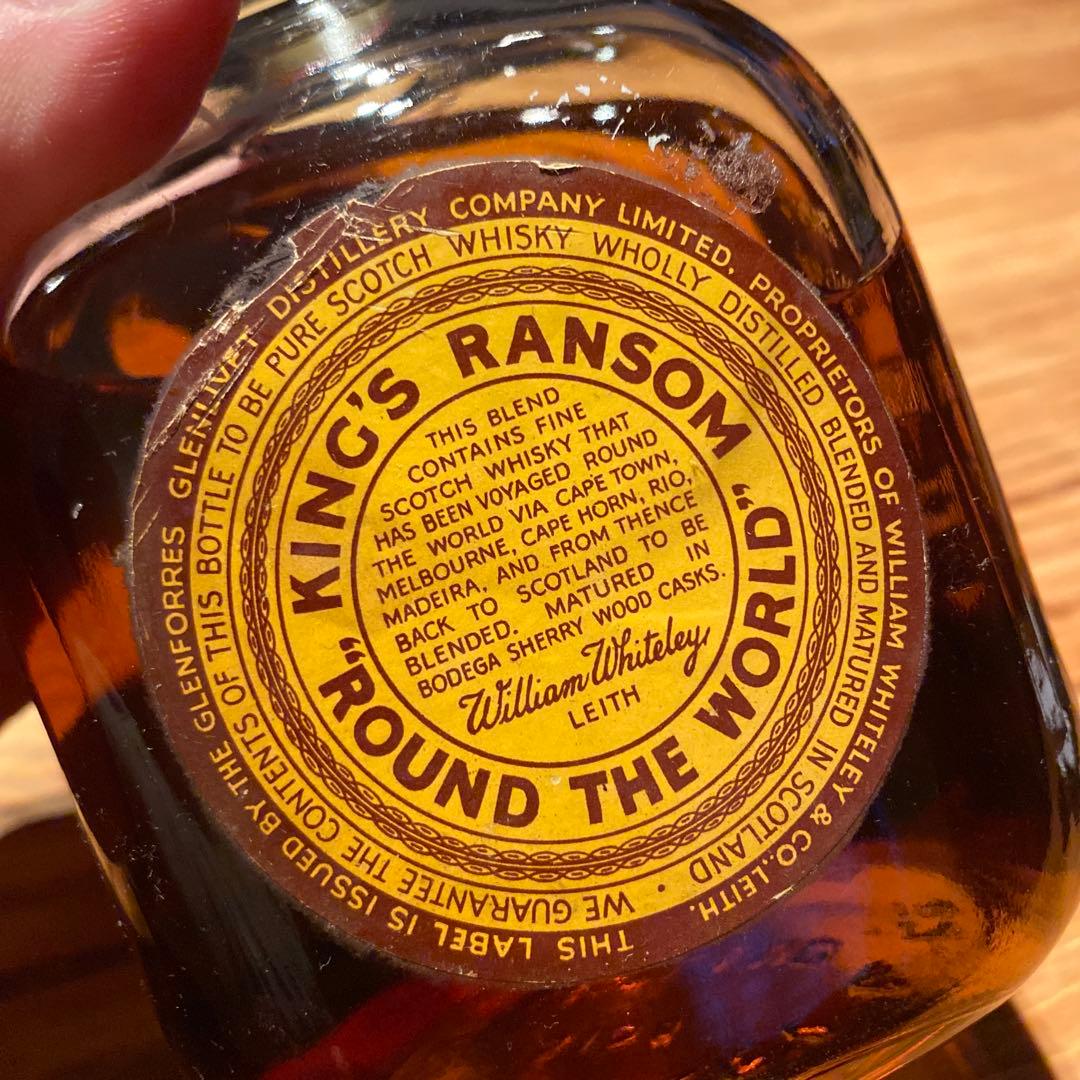 THIS LABEL IS ISSUED BY THE GLENFORRES GLENLIVET DISTILLERY COMPANY LIMITED, PROPRIETORS OF WILLIAM WHITELEY & CO., LEITH.
WE GUARANTEE THE CONTENTS OF THIS BOTTLE TO BE PURE SCOTCH WHISKY WHOLLY DISTILLED BLENDED AND MATURED IN SCOTLAND •
KING'S RANSOM
"ROUND THE WORLD"
THIS BLEND
CONTAINS FINE
SCOTCH WHISKY THAT
HAS BEEN VOYAGED ROUND
THE WORLD VIA CAPE TOWN,
MELBOURNE, CAPE HORN, RIO,
MADEIRA, AND FROM THENCE
BACK TO SCOTLAND TO BE
BLENDED. MATURED IN
BODEGA SHERRY WOOD CASKS.
William Whiteley,
LEITH